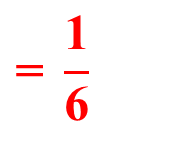 = 1/6